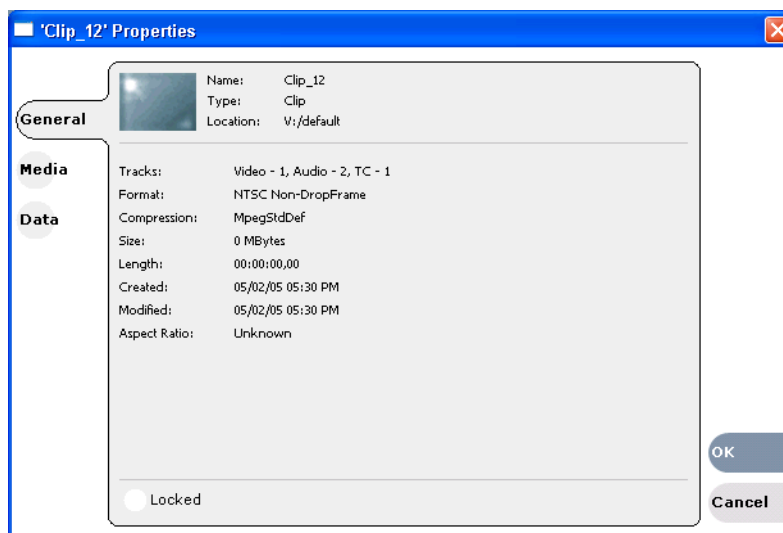 'Clip_12' Properties
General
Media
Data
Name: Clip_12
Type: Clip
Location: V:/default
Tracks: Video - 1, Audio - 2, TC - 1
Format: NTSC Non-DropFrame
Compression: MpegStdDef
Size: 0 MBytes
Length: 00:00:00,00
Created: 05/02/05 05:30 PM
Modified: 05/02/05 05:30 PM
Aspect Ratio: Unknown
Locked
OK
Cancel